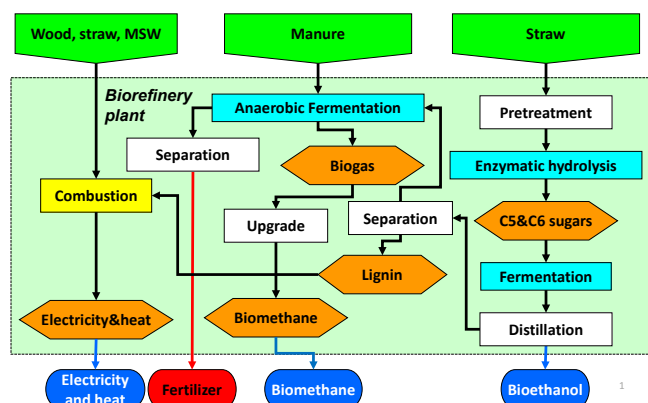 Wood, straw, MSW
Manure
Straw
Biorefinery
plant
Anaerobic Fermentation
Pretreatment
Separation
Biogas
Enzymatic hydrolysis
Combustion
Upgrade
Separation
C5&C6 sugars
Lignin
Fermentation
Electricity&heat
Biomethane
Distillation
Electricity
and heat
Fertilizer
Biomethane
Bioethanol
1